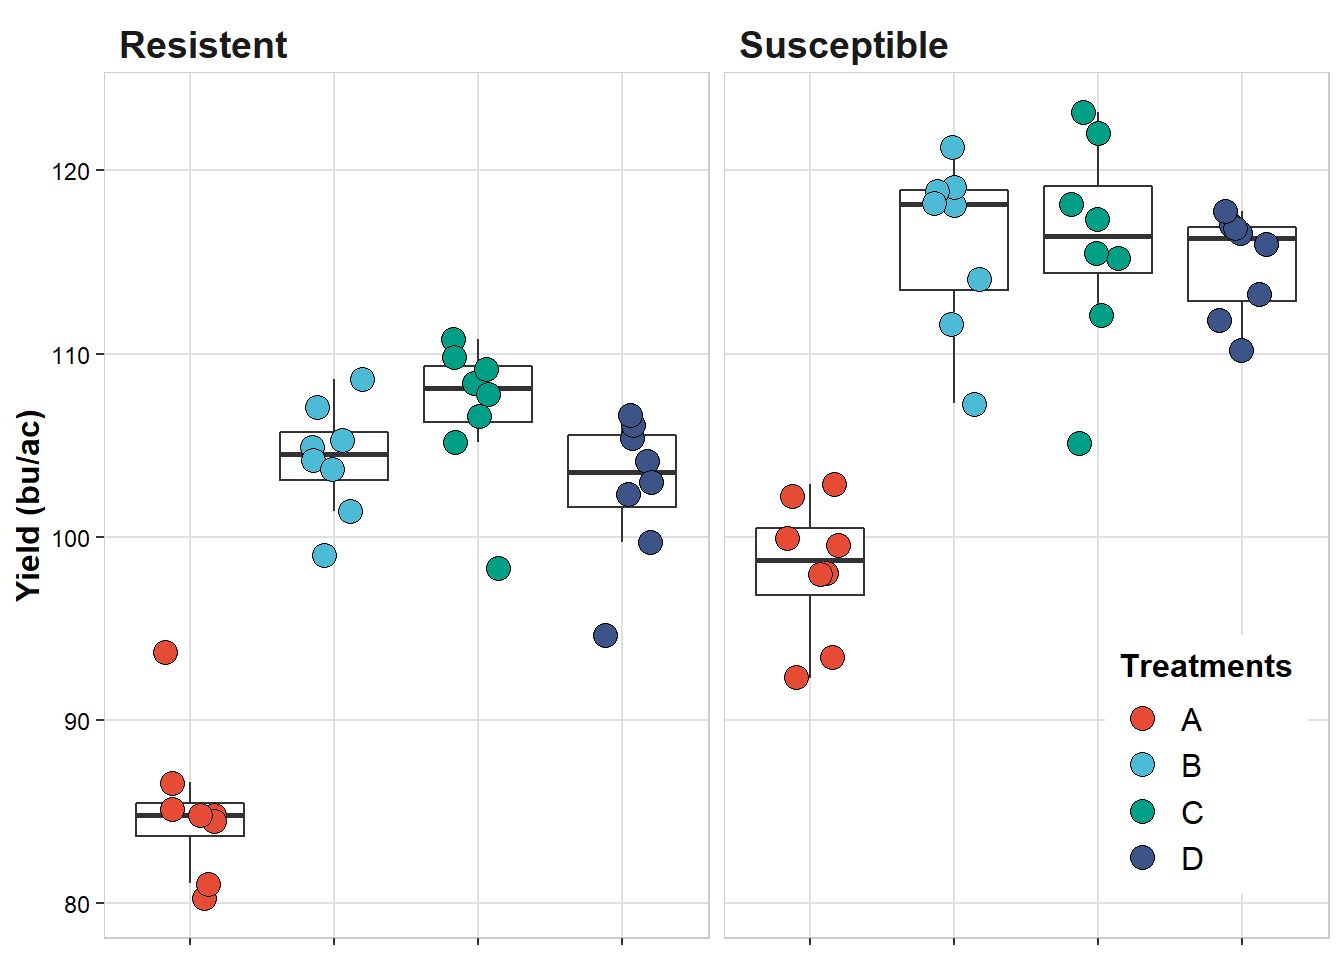 Resistent
Susceptible
Yield (bu/ac)
120
110
100
90
80
Treatments
A
B
C
D